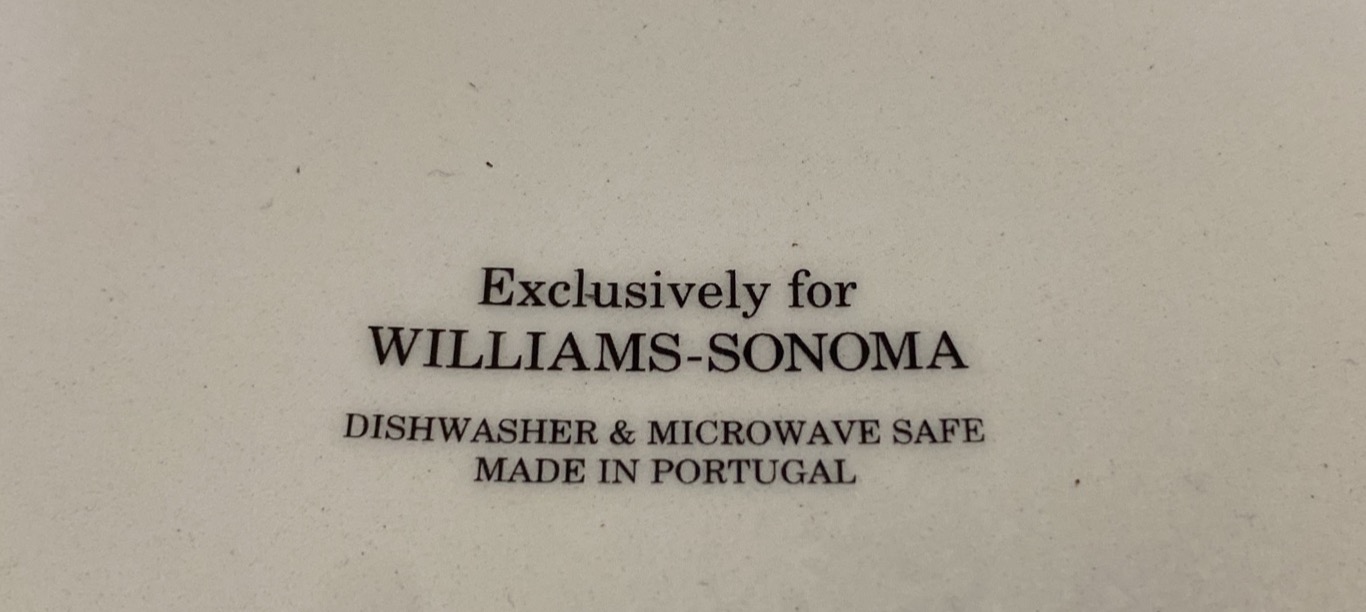 Exclusively for
WILLIAMS-SONOMA
DISHWASHER & MICROWAVE SAFE
MADE IN PORTUGAL